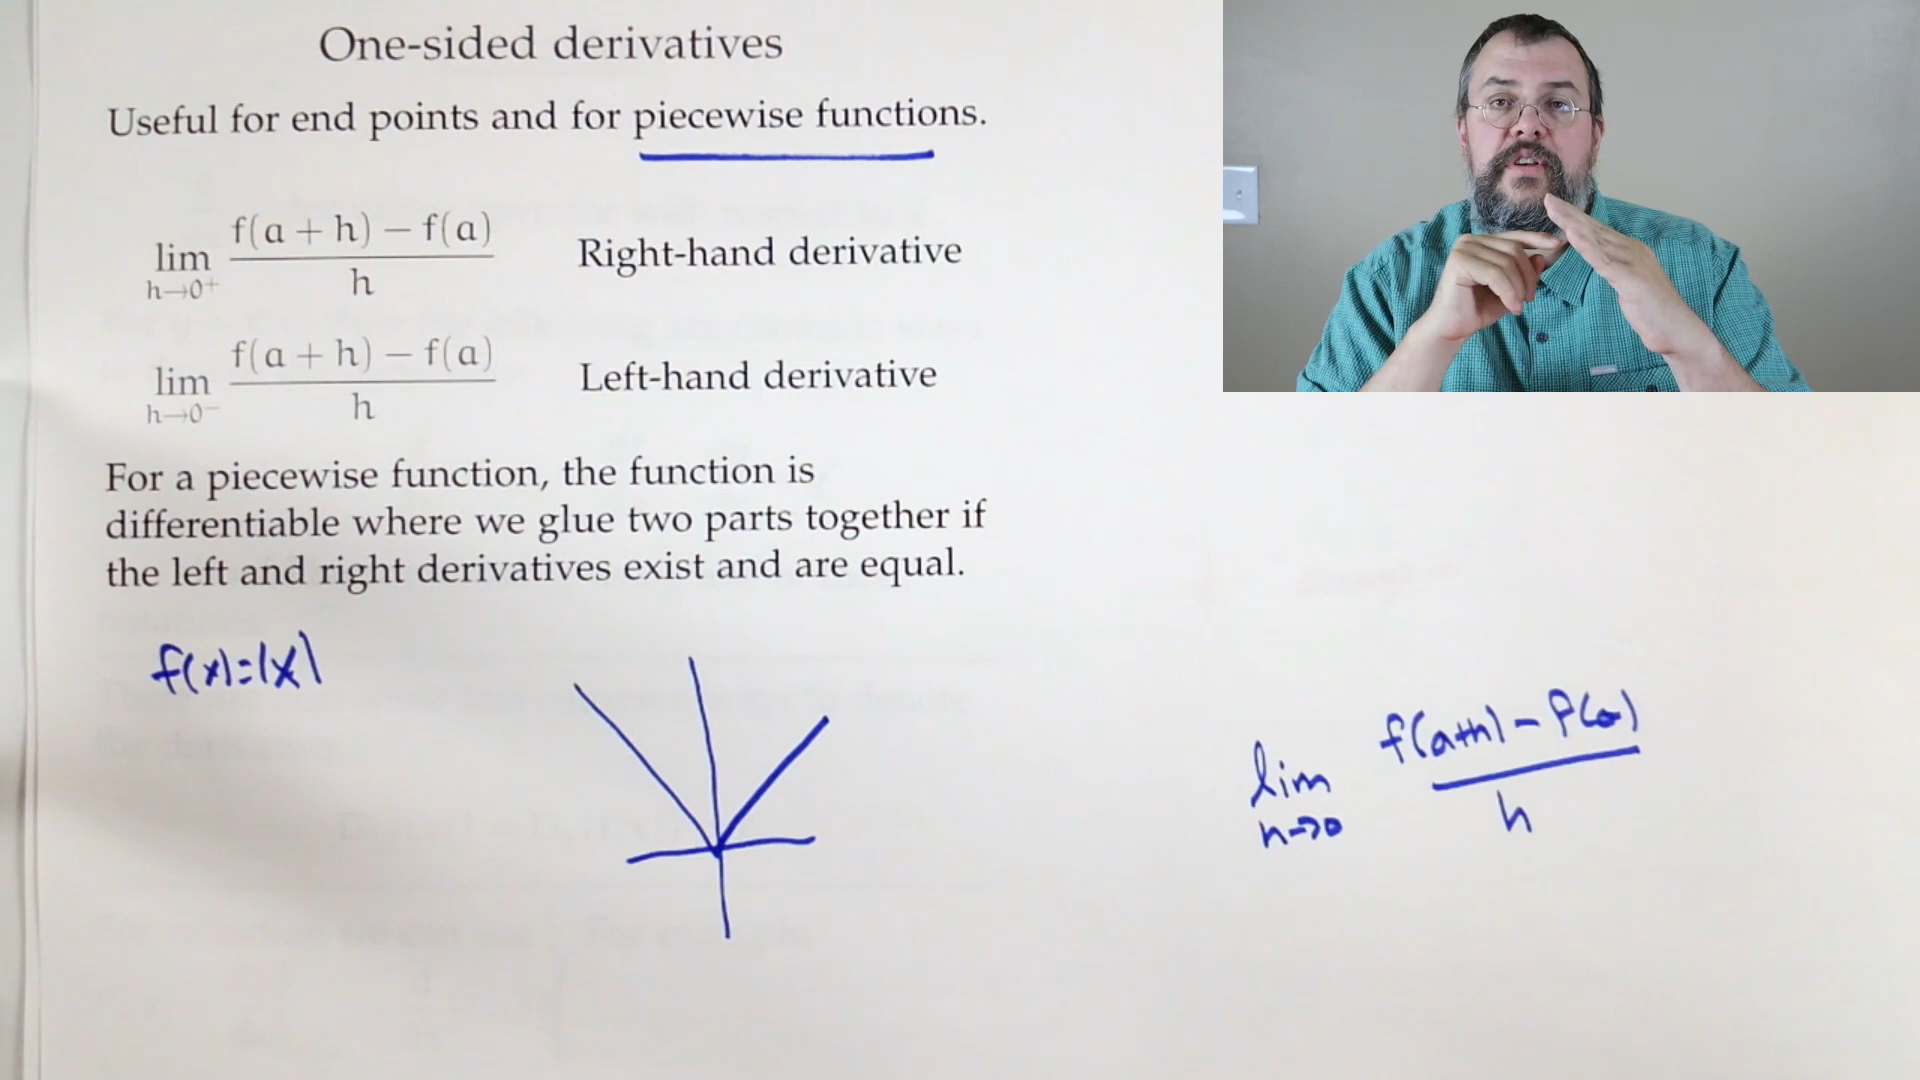 One-sided derivatives
Useful for end points and for piecewise functions.
lim h→0⁺ f(a + h) − f(a) / h Right-hand derivative
lim h→0⁻ f(a + h) − f(a) / h Left-hand derivative
For a piecewise function, the function is
differentiable where we glue two parts together if
the left and right derivatives exist and are equal.
f(x)=|x|
lim h→0 f(a+h) − f(a) / h